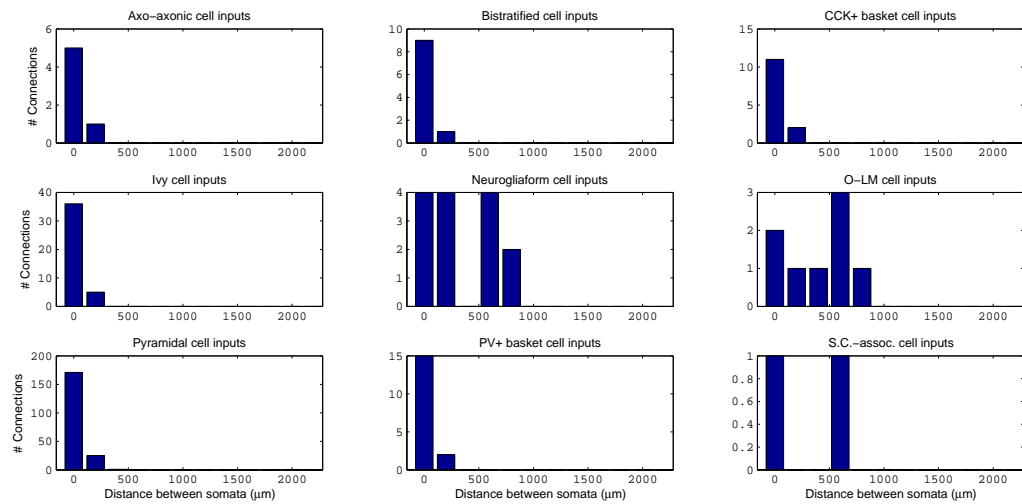 Axo-axonic cell inputs
Bistratified cell inputs
CCK+ basket cell inputs
# Connections
6
4
2
0
0 500 1000 1500 2000
10
8
6
4
2
0
0 500 1000 1500 2000
15
10
5
0
0 500 1000 1500 2000
Ivy cell inputs
Neurogliaform cell inputs
O-LM cell inputs
# Connections
40
30
20
10
0
0 500 1000 1500 2000
4
3
2
1
0
0 500 1000 1500 2000
3
2
1
0
0 500 1000 1500 2000
Pyramidal cell inputs
PV+ basket cell inputs
S.C.-assoc. cell inputs
# Connections
200
150
100
50
0
0 500 1000 1500 2000
Distance between somata (μm)
15
10
5
0
0 500 1000 1500 2000
Distance between somata (μm)
1
0.8
0.6
0.4
0.2
0
0 500 1000 1500 2000
Distance between somata (μm)